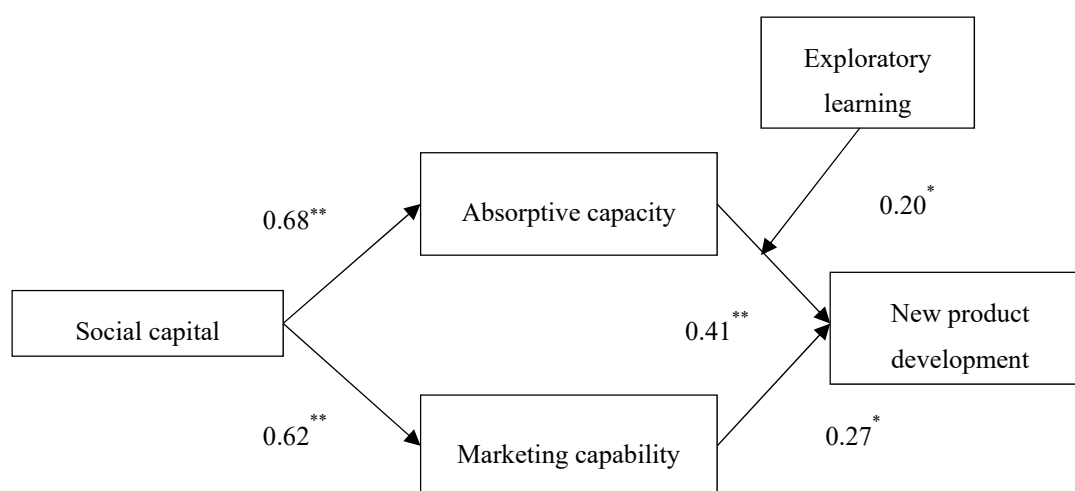 Exploratory
learning
0.20*
0.68**
Absorptive capacity
Social capital
0.41**
New product
development
0.62**
Marketing capability
0.27*